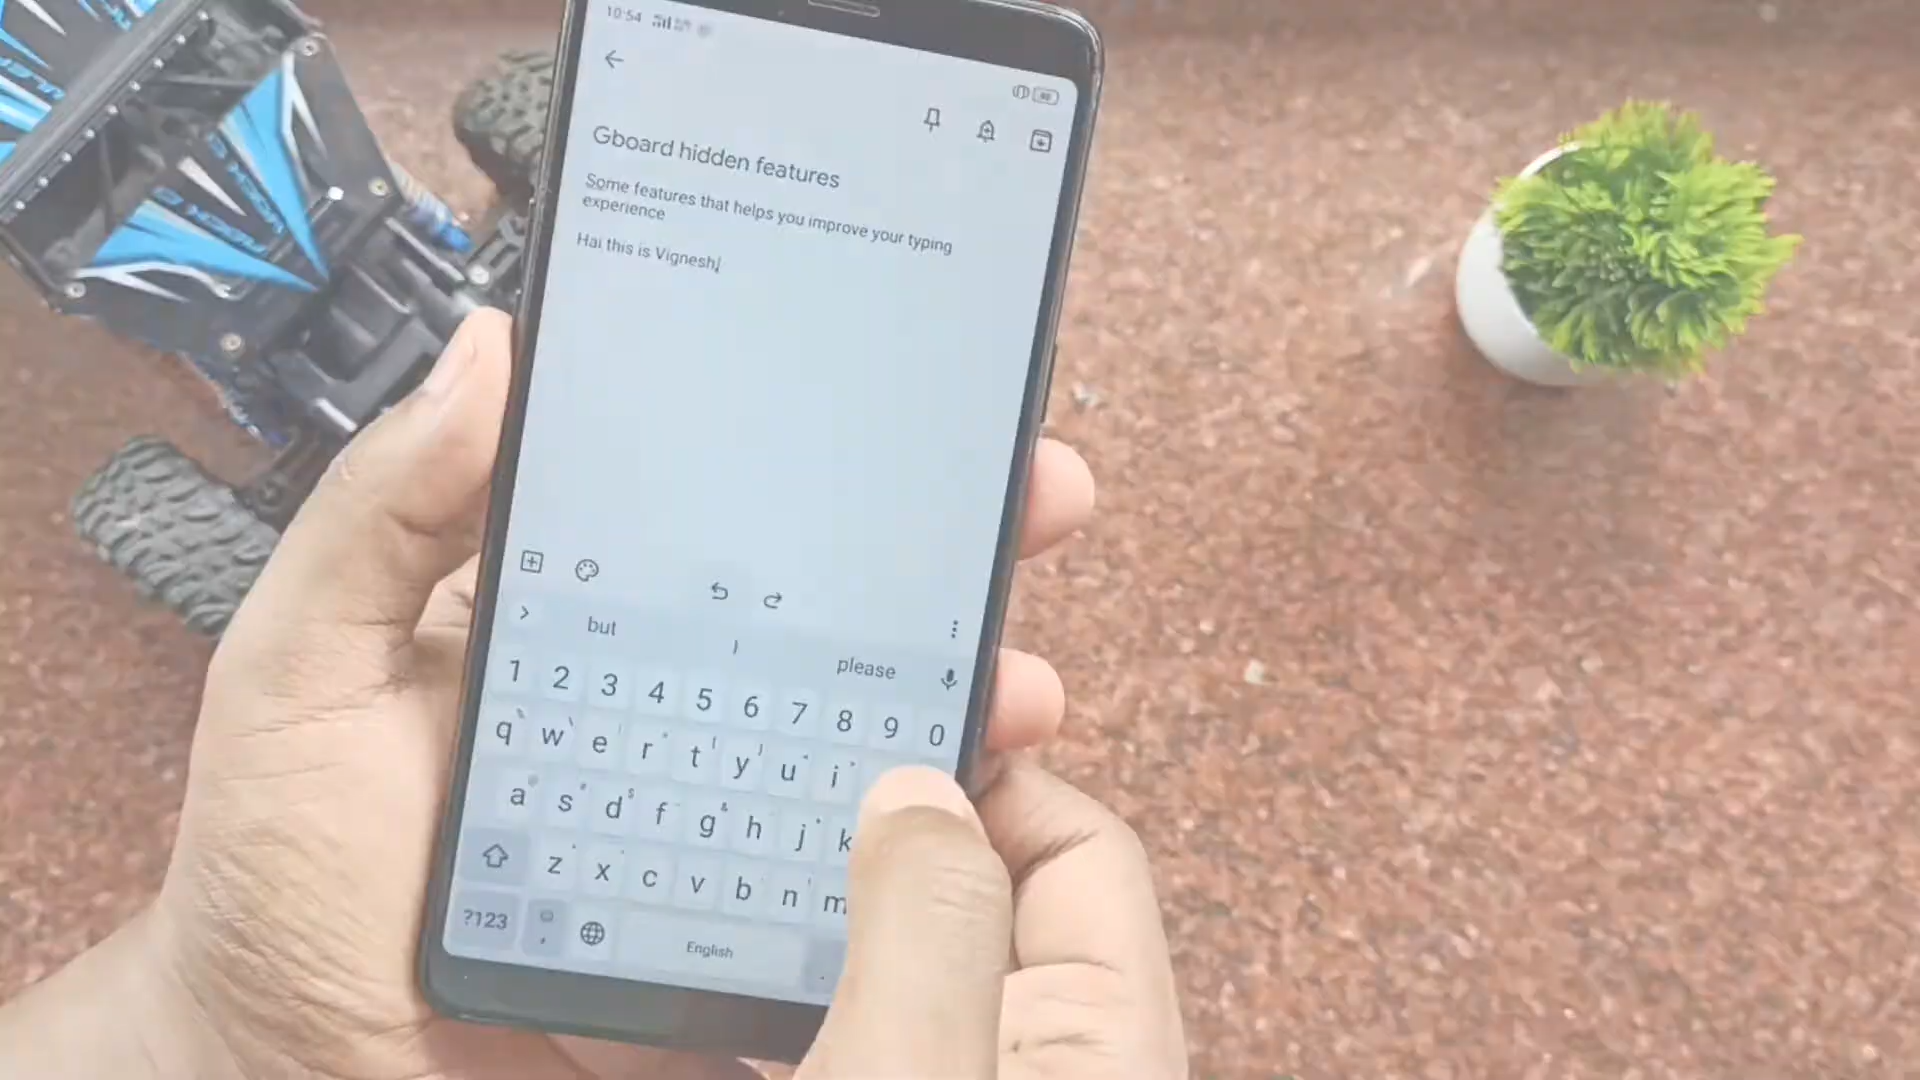 10:54
Gboard hidden features
Some features that helps you improve your typing
experience
Hai this is Vignesh
but
please
1 2 3 4 5 6 7 8 9 0
q w e r t y u i
a s d f g h j k
z x c v b n m
?123
English